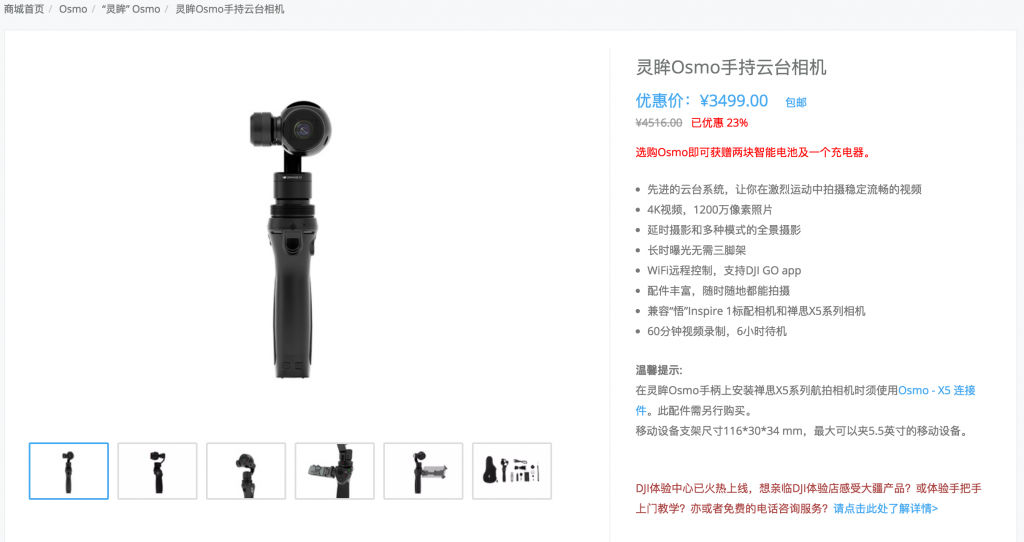 商城首页 / Osmo / “灵眸” Osmo / 灵眸Osmo手持云台相机
灵眸Osmo手持云台相机
优惠价：¥3499.00 包邮
¥4516.00 已优惠 23%
选购Osmo即可获赠两块智能电池及一个充电器。
• 先进的云台系统，让你在激烈运动中拍摄稳定流畅的视频
• 4K视频，1200万像素照片
• 延时摄影和多种模式的全景摄影
• 长时曝光无需三脚架
• WiFi远程控制，支持DJI GO app
• 配件丰富，随时随地都能拍摄
• 兼容“悟”Inspire 1标配相机和禅思X5系列相机
• 60分钟视频录制，6小时待机
温馨提示:
在灵眸Osmo手柄上安装禅思X5系列航拍相机时须使用Osmo - X5 连接
件。此配件需另行购买。
移动设备支架尺寸116*30*34 mm，最大可以夹5.5英寸的移动设备。
DJI体验中心已火热上线，想亲临DJI体验店感受大疆产品？或体验手把手
上门教学？亦或者免费的电话咨询服务？请点击此处了解详情>